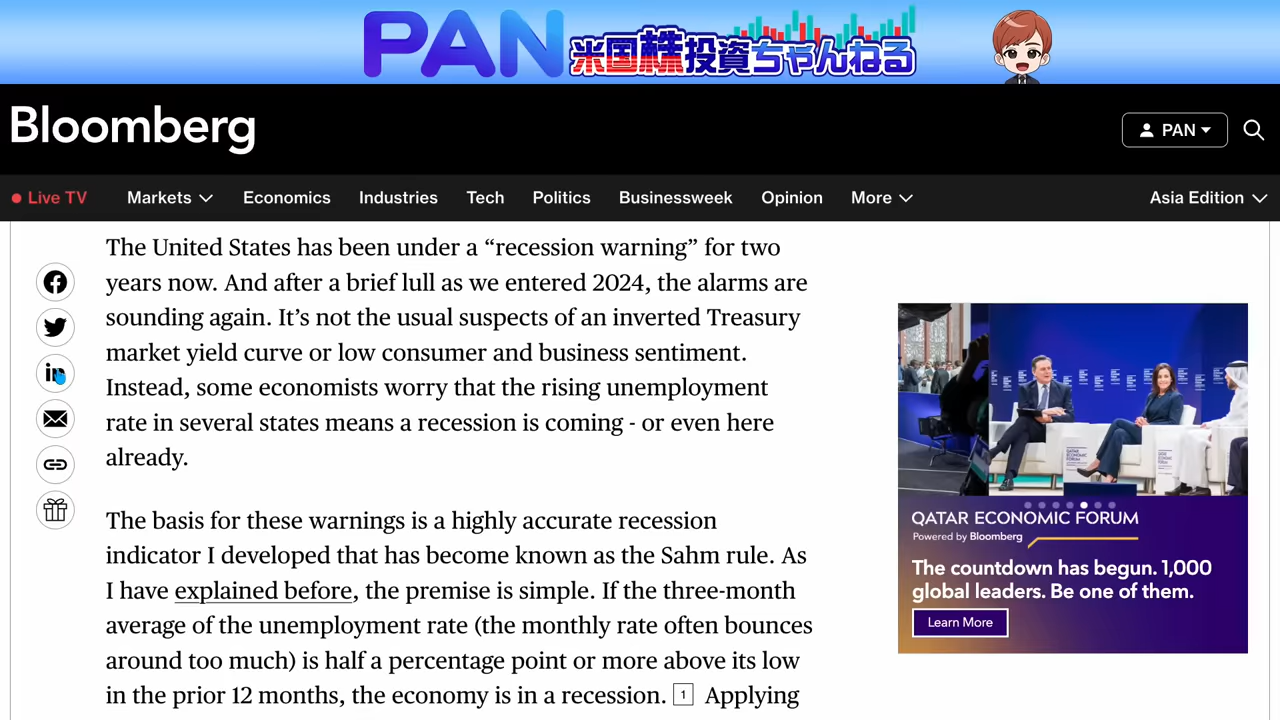 PAN 米国株投資ちゃんねる
Bloomberg
PAN
Live TV Markets Economics Industries Tech Politics Businessweek Opinion More Asia Edition
The United States has been under a “recession warning” for two
years now. And after a brief lull as we entered 2024, the alarms are
sounding again. It’s not the usual suspects of an inverted Treasury
market yield curve or low consumer and business sentiment.
Instead, some economists worry that the rising unemployment
rate in several states means a recession is coming - or even here
already.
The basis for these warnings is a highly accurate recession
indicator I developed that has become known as the Sahm rule. As
I have explained before, the premise is simple. If the three-month
average of the unemployment rate (the monthly rate often bounces
around too much) is half a percentage point or more above its low
in the prior 12 months, the economy is in a recession. 1 Applying
QATAR ECONOMIC FORUM
Powered by Bloomberg
The countdown has begun. 1,000
global leaders. Be one of them.
Learn More